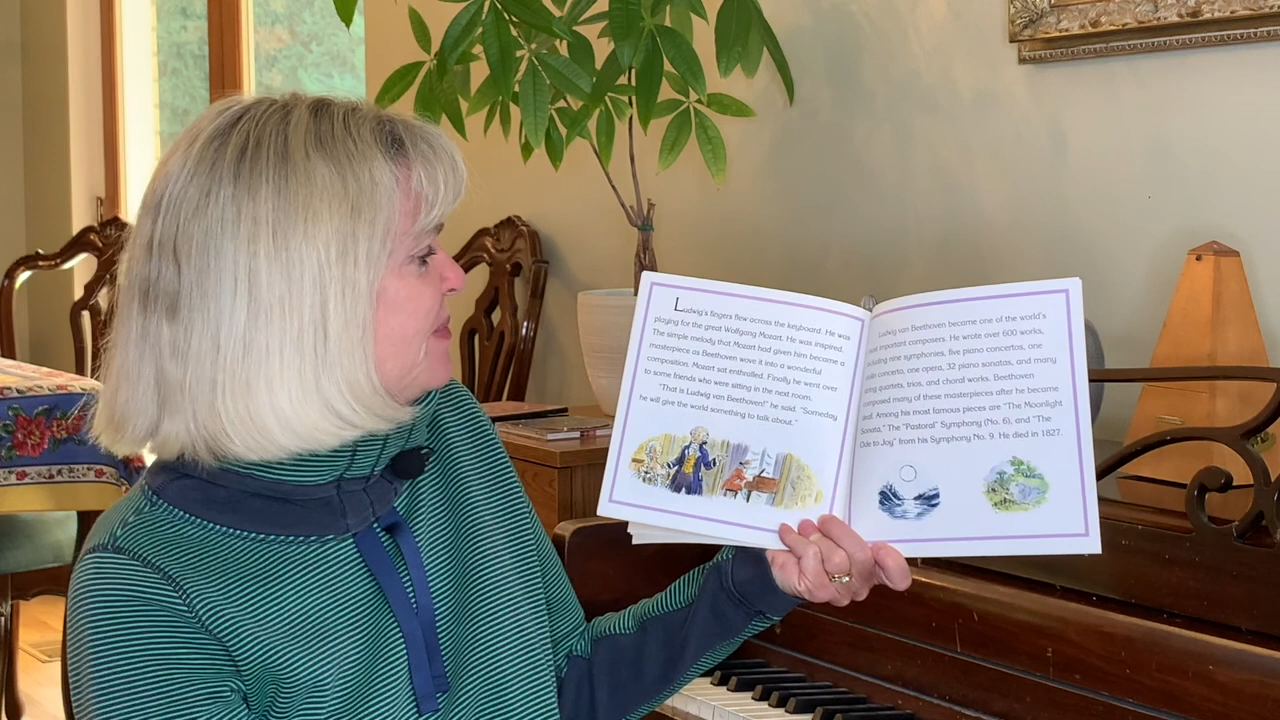 Ludwig's fingers flew across the keyboard. He was
playing for the great Wolfgang Mozart. He was inspired.
The simple melody that Mozart had given him became a
masterpiece as Beethoven wove it into a wonderful
composition. Mozart sat enthralled. Finally he went over
to some friends who were sitting in the next room.
"That is Ludwig van Beethoven!" he said. "Someday
he will give the world something to talk about."
Ludwig van Beethoven became one of the world's
most important composers. He wrote over 600 works,
including nine symphonies, five piano concertos, one
violin concerto, one opera, 32 piano sonatas, and many
string quartets, trios, and choral works. Beethoven
composed many of these masterpieces after he became
deaf. Among his most famous pieces are "The Moonlight
Sonata," The "Pastoral" Symphony (No. 6), and "The
Ode to Joy" from his Symphony No. 9. He died in 1827.